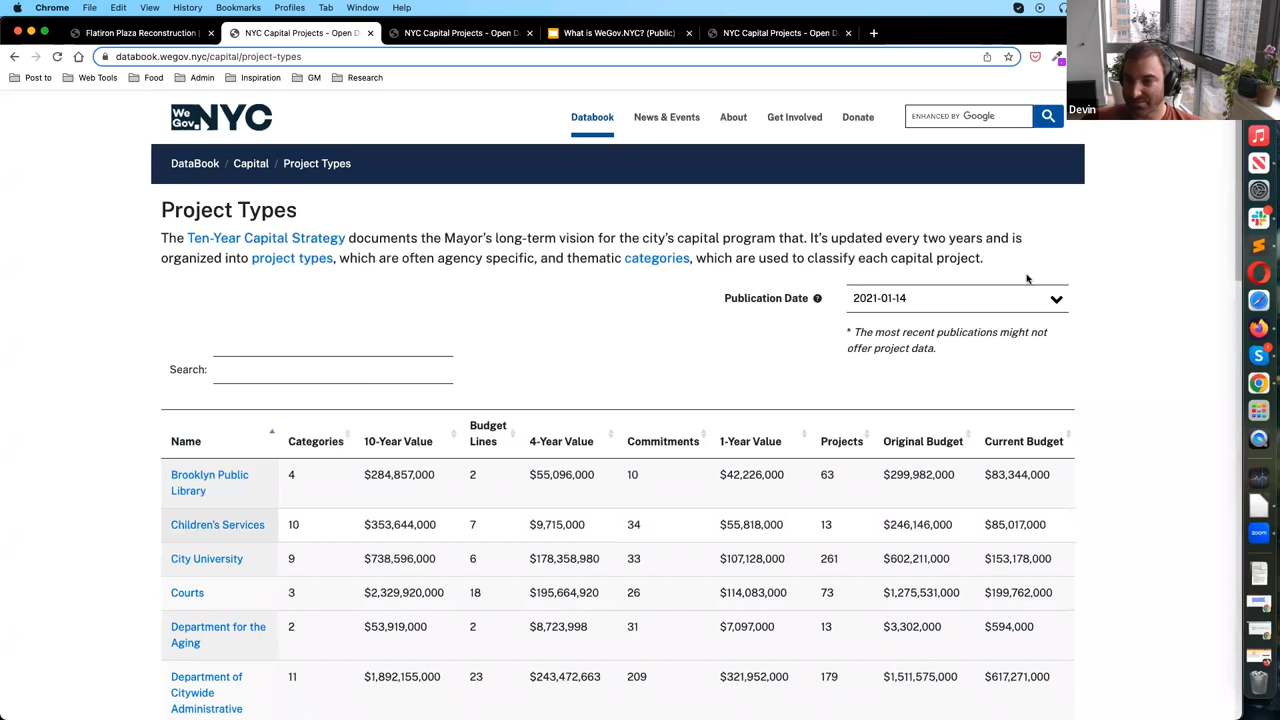 Chrome File Edit View History Bookmarks Profiles Tab Window Help
Flatiron Plaza Reconstruction
NYC Capital Projects - Open D
NYC Capital Projects - Open D
What is WeGov.NYC? (Public)
NYC Capital Projects - Open D
databook.wegov.nyc/capital/project-types
Post to Web Tools Food Admin Inspiration GM Research
Devin
We Gov. NYC
Databook News & Events About Get Involved Donate
ENHANCED BY Google
DataBook / Capital / Project Types
Project Types
The Ten-Year Capital Strategy documents the Mayor's long-term vision for the city's capital program that. It's updated every two years and is
organized into project types, which are often agency specific, and thematic categories, which are used to classify each capital project.
Publication Date 2021-01-14
* The most recent publications might not
offer project data.
Search:
Name Categories 10-Year Value Budget Lines 4-Year Value Commitments 1-Year Value Projects Original Budget Current Budget
Brooklyn Public Library 4 $284,857,000 2 $55,096,000 10 $42,226,000 63 $299,982,000 $83,344,000
Children's Services 10 $353,644,000 7 $9,715,000 34 $55,818,000 13 $246,146,000 $85,017,000
City University 9 $738,596,000 6 $178,358,980 33 $107,128,000 261 $602,211,000 $153,178,000
Courts 3 $2,329,920,000 18 $195,664,920 26 $114,083,000 73 $1,275,531,000 $199,762,000
Department for the Aging 2 $53,919,000 2 $8,723,998 31 $7,097,000 13 $3,302,000 $594,000
Department of Citywide Administrative 11 $1,892,155,000 23 $243,472,663 209 $321,952,000 179 $1,511,575,000 $617,271,000
zoom